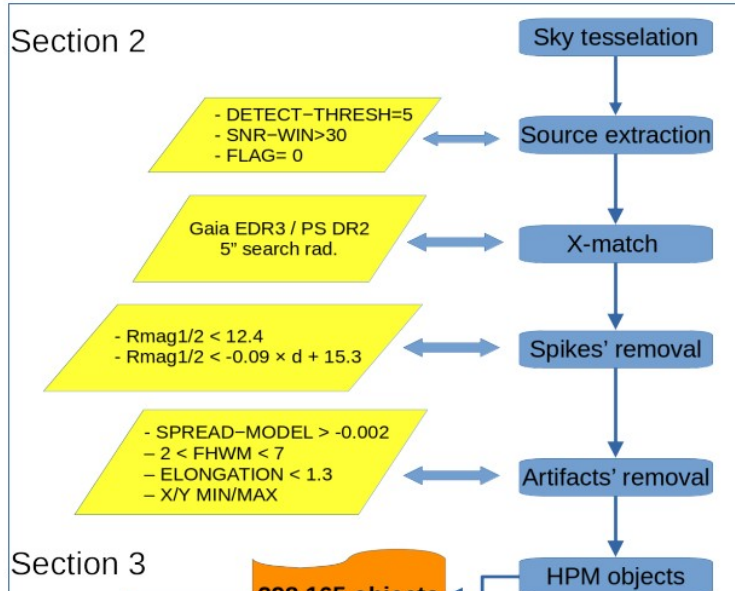 Section 2
Sky tesselation
- DETECT−THRESH=5
- SNR−WIN>30
- FLAG= 0
Source extraction
Gaia EDR3 / PS DR2
5” search rad.
X-match
- Rmag1/2 < 12.4
- Rmag1/2 < -0.09 × d + 15.3
Spikes’ removal
- SPREAD−MODEL > -0.002
– 2 < FHWM < 7
– ELONGATION < 1.3
– X/Y MIN/MAX
Artifacts’ removal
Section 3
HPM objects
165 objects